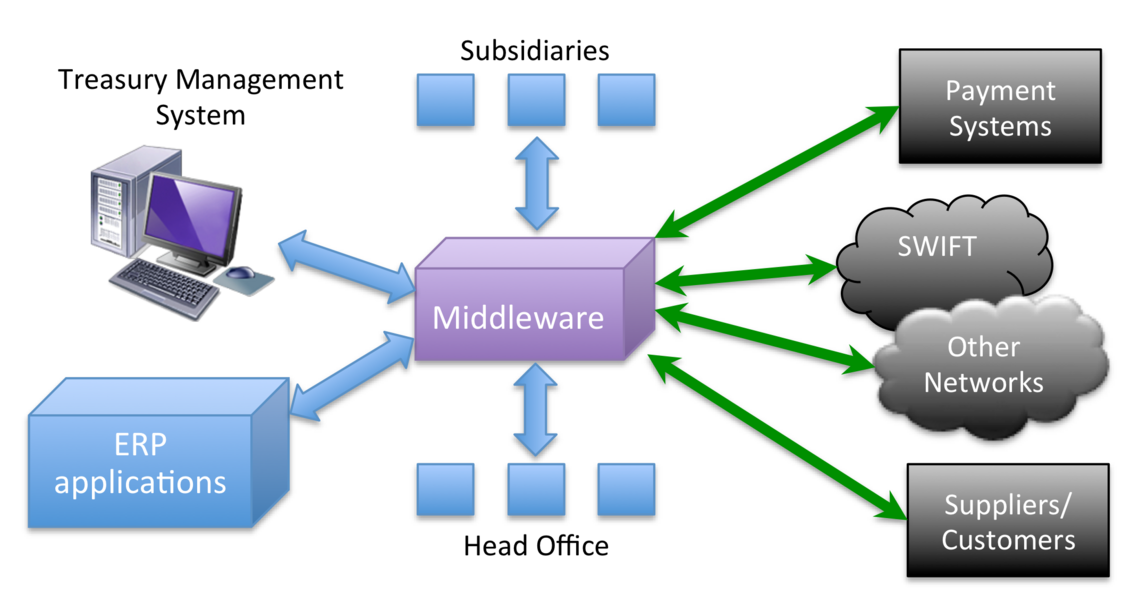 Subsidiaries
Treasury Management
System
Payment
Systems
SWIFT
Middleware
Other
Networks
ERP
applications
Suppliers/
Customers
Head Office